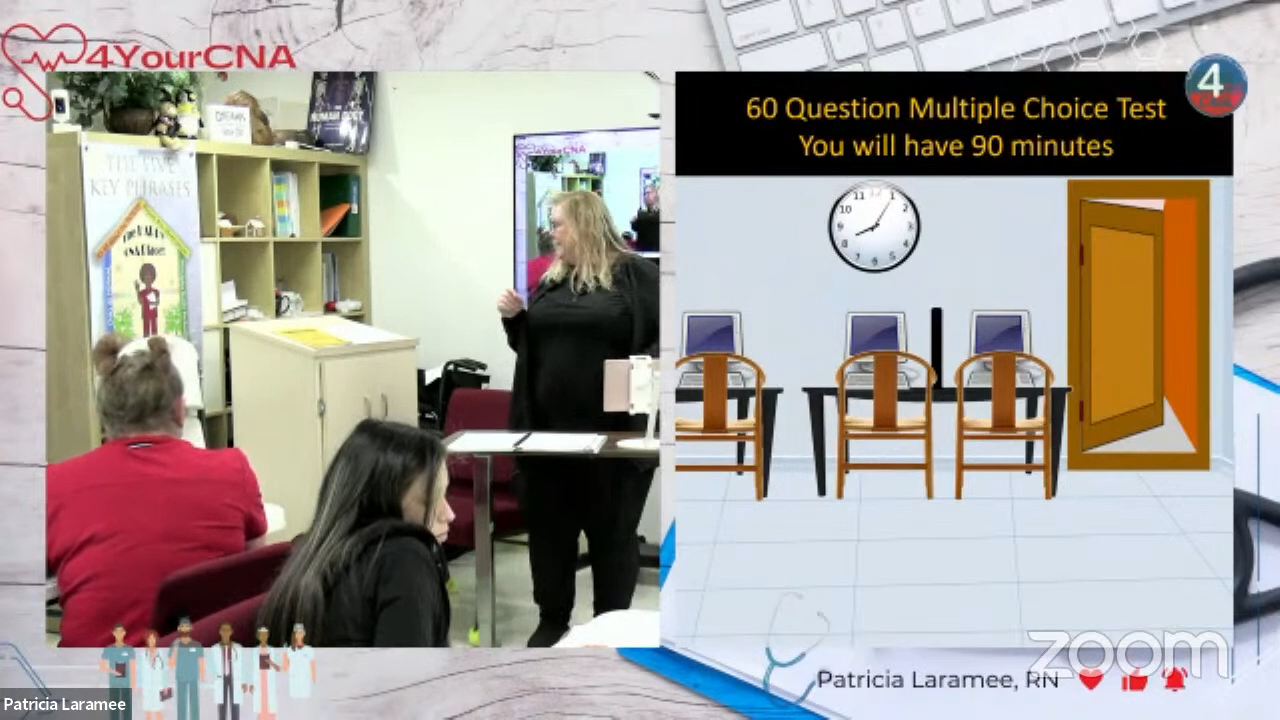 4YourCNA
THE FIVE
KEY PHRASES
60 Question Multiple Choice Test
You will have 90 minutes
4
zoom
Patricia Laramee, RN
Patricia Laramee